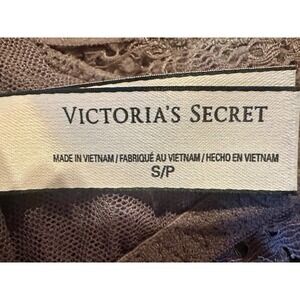 VICTORIA'S SECRET
MADE IN VIETNAM / FABRIQUÉ AU VIETNAM / HECHO EN VIETNAM
S/P